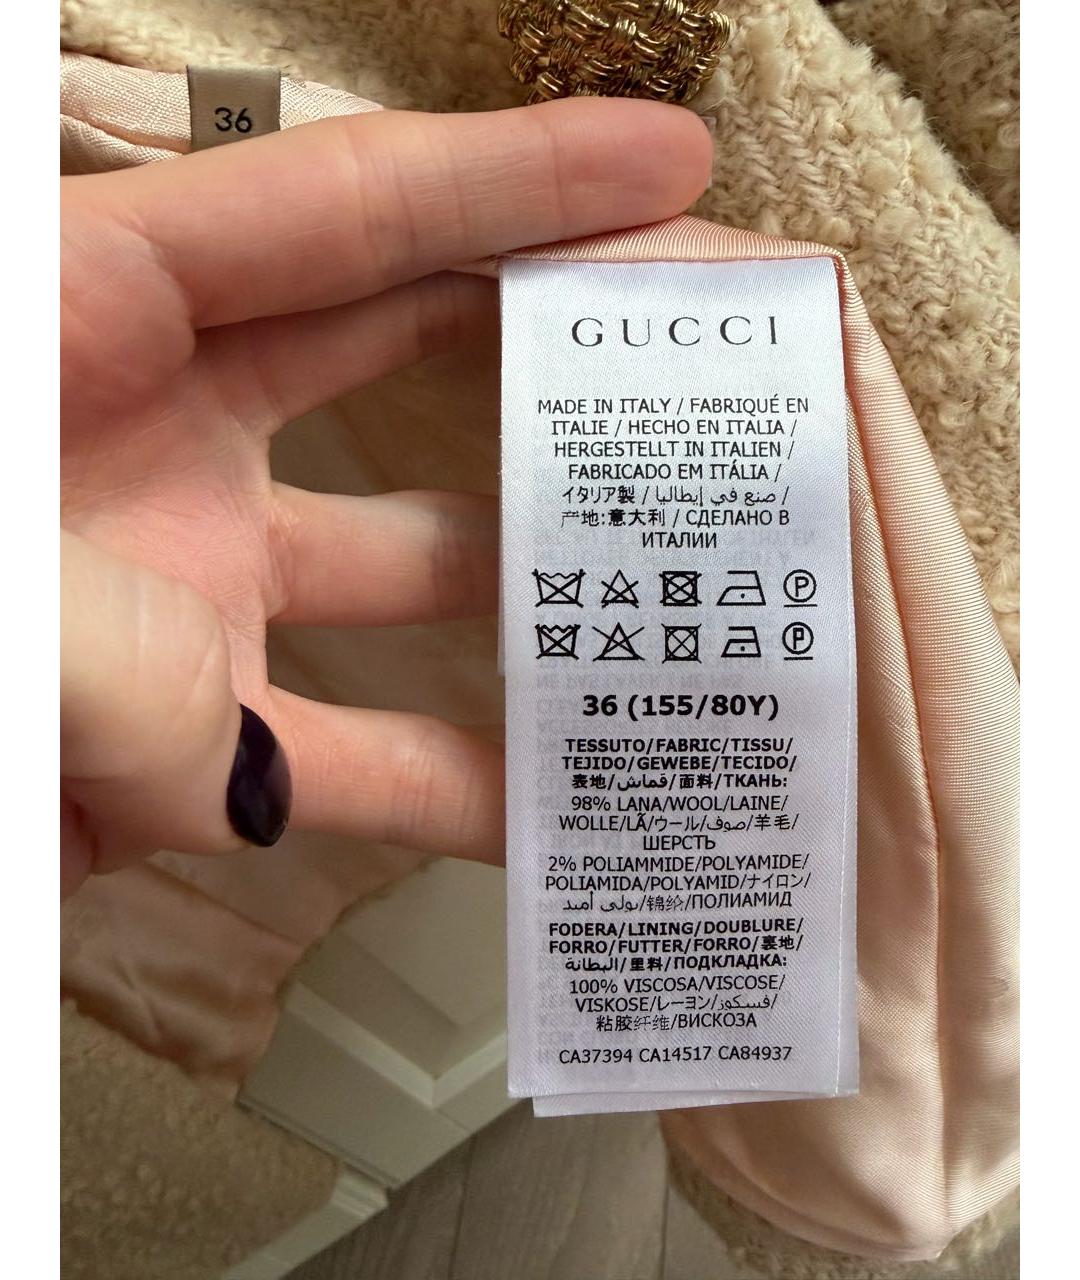 36
GUCCI
MADE IN ITALY / FABRIQUÉ EN
ITALIE / HECHO EN ITALIA /
HERGESTELLT IN ITALIEN /
FABRICADO EM ITÁLIA /
イタリア製 / صنع في إيطاليا /
产地:意大利 / СДЕЛАНО В
ИТАЛИИ
P
P
36 (155/80Y)
TESSUTO/FABRIC/TISSU/
TEJIDO/GEWEBE/TECIDO/
表地/قماش/面料/ТКАНЬ:
98% LANA/WOOL/LAINE/
WOLLE/LÃ/ウール/صوف/羊毛/
ШЕРСТЬ
2% POLIAMMIDE/POLYAMIDE/
POLIAMIDA/POLYAMID/ナイロン/
بولي أميد/锦纶/ПОЛИАМИД
FODERA/LINING/DOUBLURE/
FORRO/FUTTER/FORRO/裏地/
البطانة/里料/ПОДКЛАДКА:
100% VISCOSA/VISCOSE/
VISKOSE/レーヨン/فسكوز/
粘胶纤维/ВИСКОЗА
CA37394 CA14517 CA84937